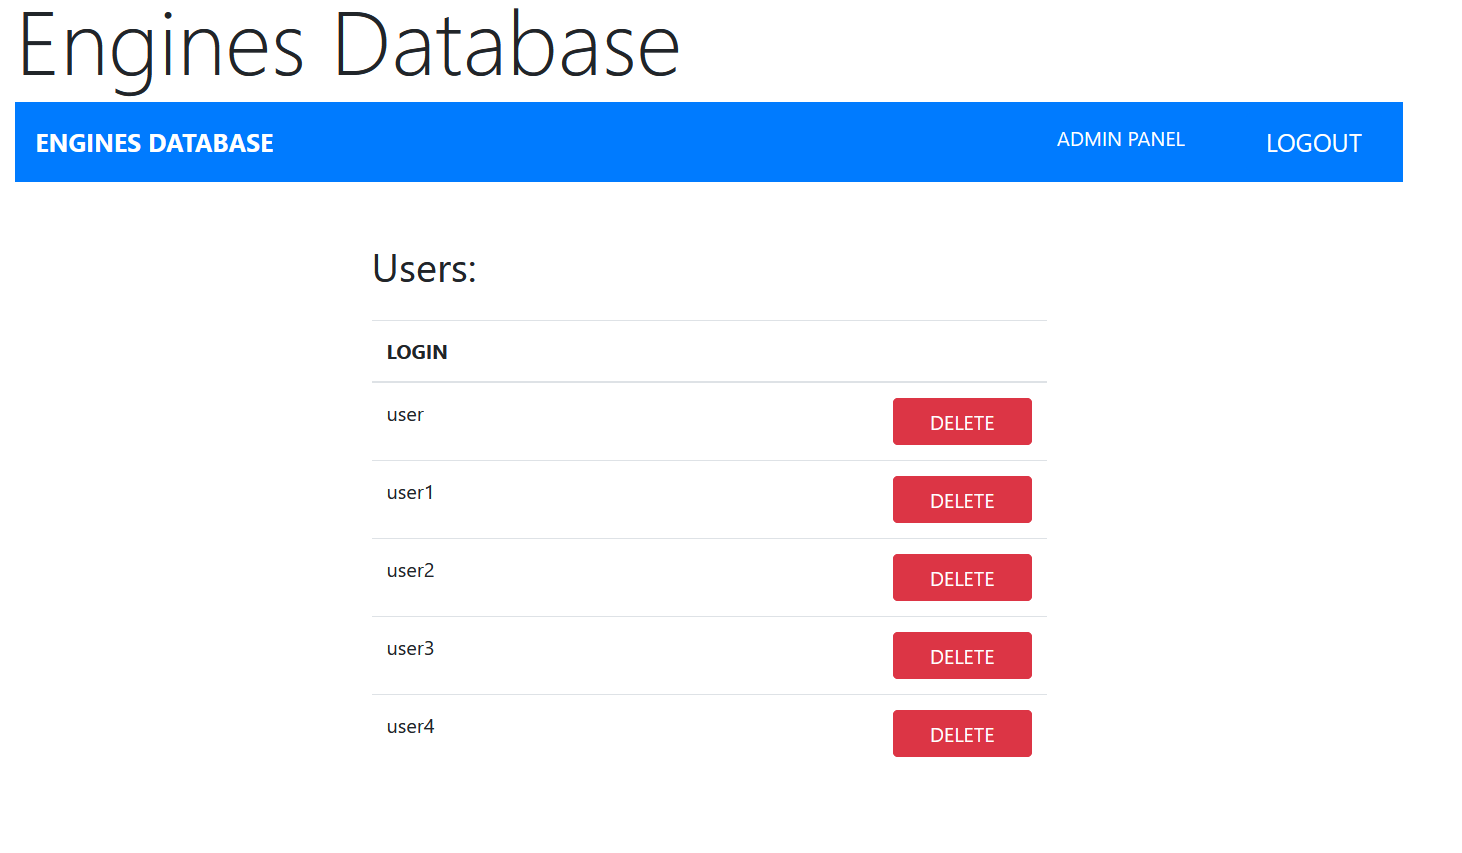 Engines Database
ENGINES DATABASE ADMIN PANEL LOGOUT
Users:
LOGIN
user DELETE
user1 DELETE
user2 DELETE
user3 DELETE
user4 DELETE